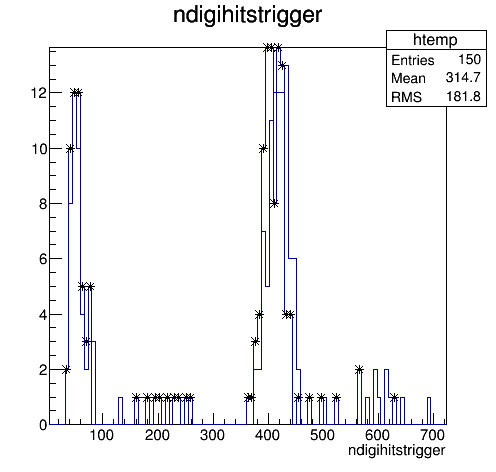 ndigihitstrigger
htemp
Entries 150
Mean 314.7
RMS 181.8
12
10
8
6
4
2
0
100 200 300 400 500 600 700
ndigihitstrigger